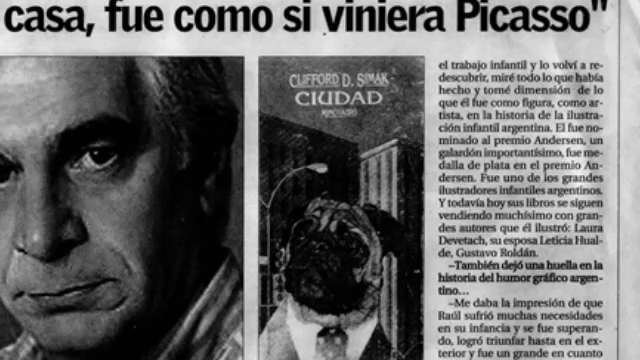 casa, fue como si viniera Picasso"
CLIFFORD D. SIMAK
CIUDAD
MINOTAURO
el trabajo infantil y lo volví a re-
descubrir, miré todo lo que había
hecho y tomé dimensión de lo
que él fue como figura, como ar-
tista, en la historia de la ilustra-
ción infantil argentina. El fue no-
minado al premio Andersen, un
galardón importantísimo, fue me-
dalla de plata en el premio An-
dersen. Fue uno de los grandes
ilustradores infantiles argentinos.
Y todavía hoy sus libros se siguen
vendiendo muchísimo con gran-
des autores que él ilustró: Laura
Devetach, su esposa Leticia Hual-
de, Gustavo Roldán.
–También dejó una huella en la
historia del humor gráfico argen-
tino...
–Me daba la impresión de que
Raúl sufrió muchas necesidades
en su infancia y se fue superan-
do, logró triunfar hasta en el ex-
terior y fue un grande en cuanto